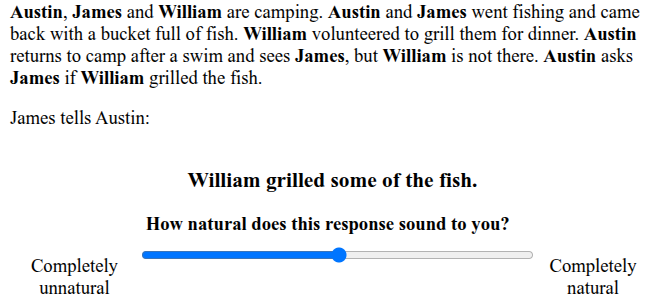 Austin, James and William are camping. Austin and James went fishing and came
back with a bucket full of fish. William volunteered to grill them for dinner. Austin
returns to camp after a swim and sees James, but William is not there. Austin asks
James if William grilled the fish.
James tells Austin:
William grilled some of the fish.
How natural does this response sound to you?
Completely
unnatural
Completely
natural